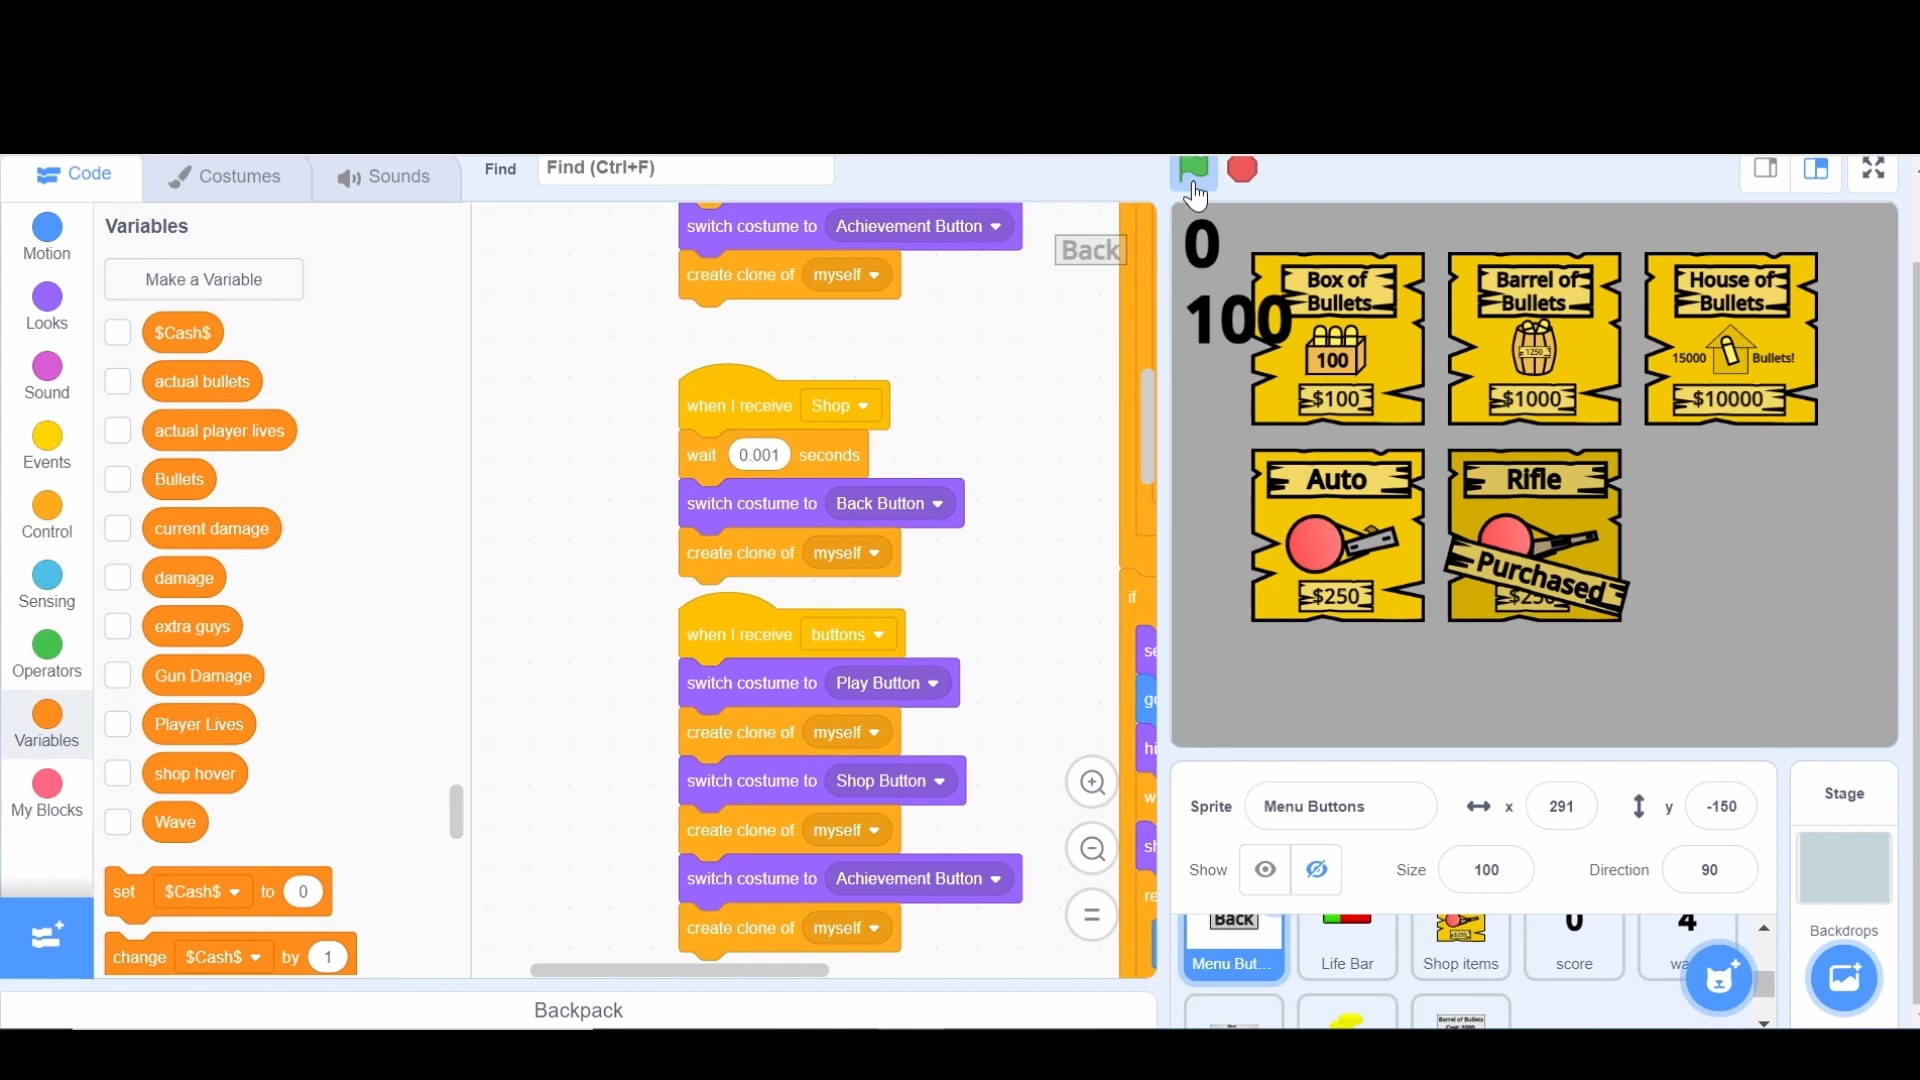 Code
Costumes
Sounds
Find
Find (Ctrl+F)
Motion
Looks
Sound
Events
Control
Sensing
Operators
Variables
My Blocks
Variables
Make a Variable
$Cash$
actual bullets
actual player lives
Bullets
current damage
damage
extra guys
Gun Damage
Player Lives
shop hover
Wave
set $Cash$ to 0
change $Cash$ by 1
switch costume to Achievement Button
create clone of myself
Back
when I receive Shop
wait 0.001 seconds
switch costume to Back Button
create clone of myself
when I receive buttons
switch costume to Play Button
create clone of myself
switch costume to Shop Button
create clone of myself
switch costume to Achievement Button
create clone of myself
if
Backpack
0
100
Box of
Bullets
100
$100
Barrel of
Bullets
1250
$1000
House of
Bullets
15000 Bullets!
$10000
Auto
$250
Rifle
Purchased
Sprite Menu Buttons x 291 y -150
Show Size 100 Direction 90
Back
Menu But...
Life Bar
$250
Shop items
0
score
4
Barrel of Bullets
Stage
Backdrops